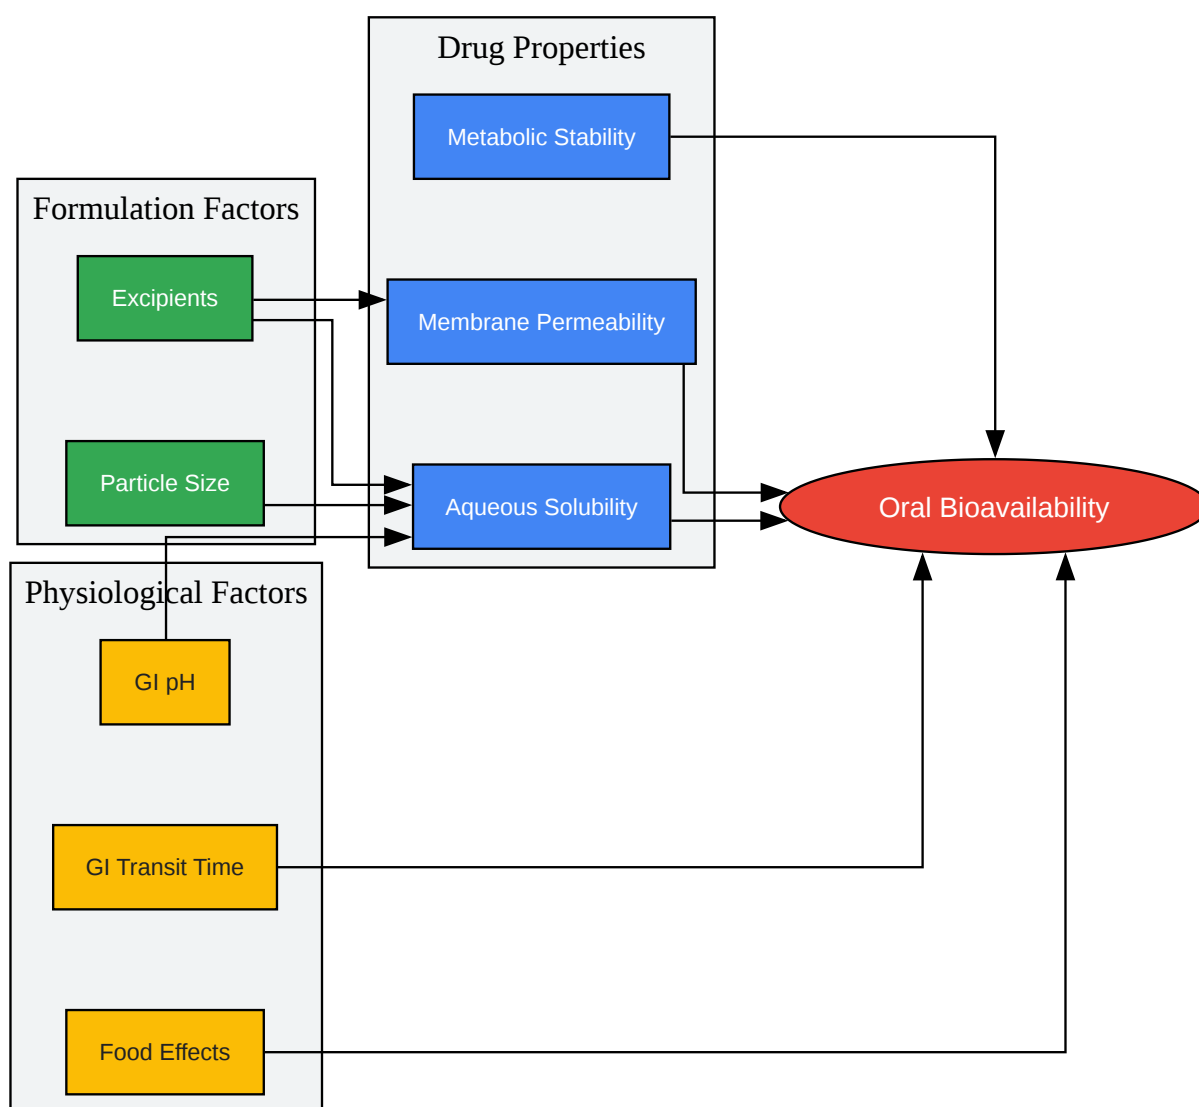 Drug Properties
Metabolic Stability
Membrane Permeability
Aqueous Solubility
Formulation Factors
Excipients
Particle Size
Physiological Factors
GI pH
GI Transit Time
Food Effects
Oral Bioavailability